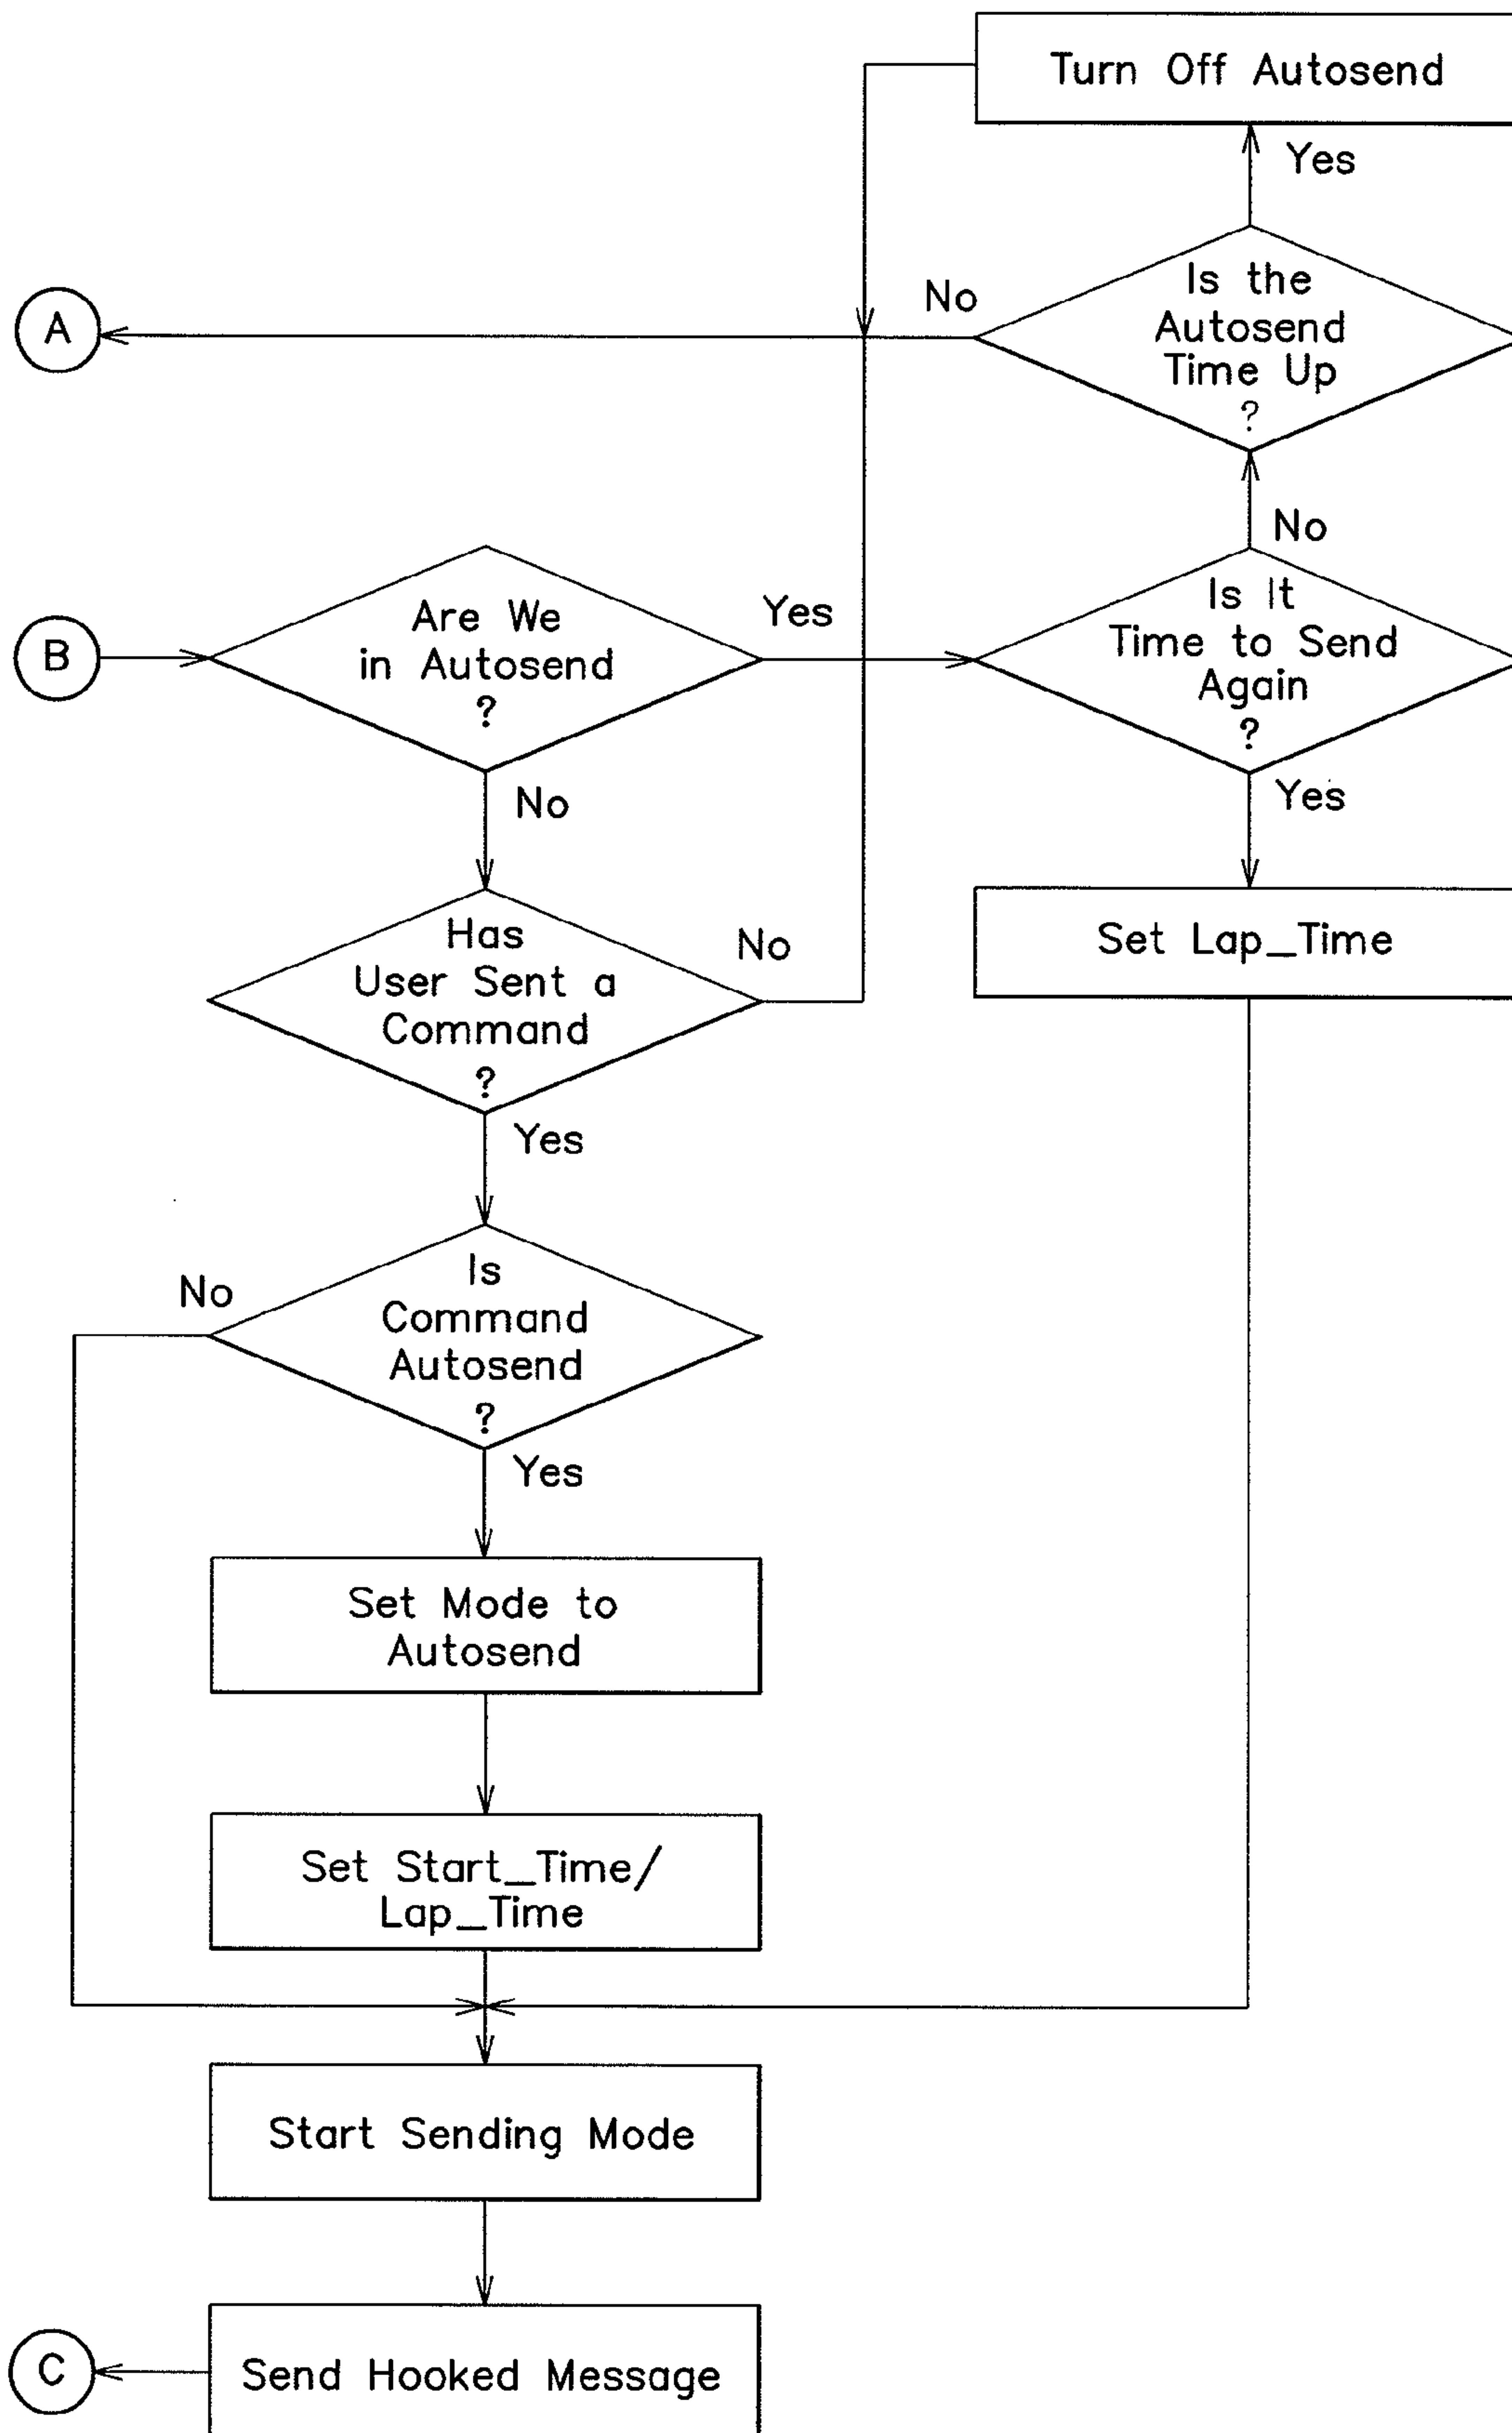 Turn Off Autosend
Yes
Is the
Autosend
Time Up
?
No
A
No
Is It
Time to Send
Again
?
Yes
B
Are We
in Autosend
?
Yes
No
Set Lap_Time
Has
User Sent a
Command
?
No
Yes
Is
Command
Autosend
?
No
Yes
Set Mode to
Autosend
Set Start_Time/
Lap_Time
Start Sending Mode
Send Hooked Message
C